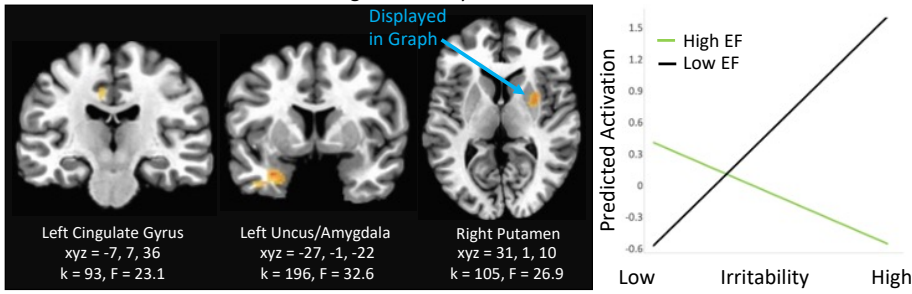 Displayed
in Graph
Left Cingulate Gyrus
xyz = -7, 7, 36
k = 93, F = 23.1
Left Uncus/Amygdala
xyz = -27, -1, -22
k = 196, F = 32.6
Right Putamen
xyz = 31, 1, 10
k = 105, F = 26.9
Predicted Activation
1.5
1.2
0.9
0.6
0.3
0
-0.3
-0.6
High EF
Low EF
Low Irritability High